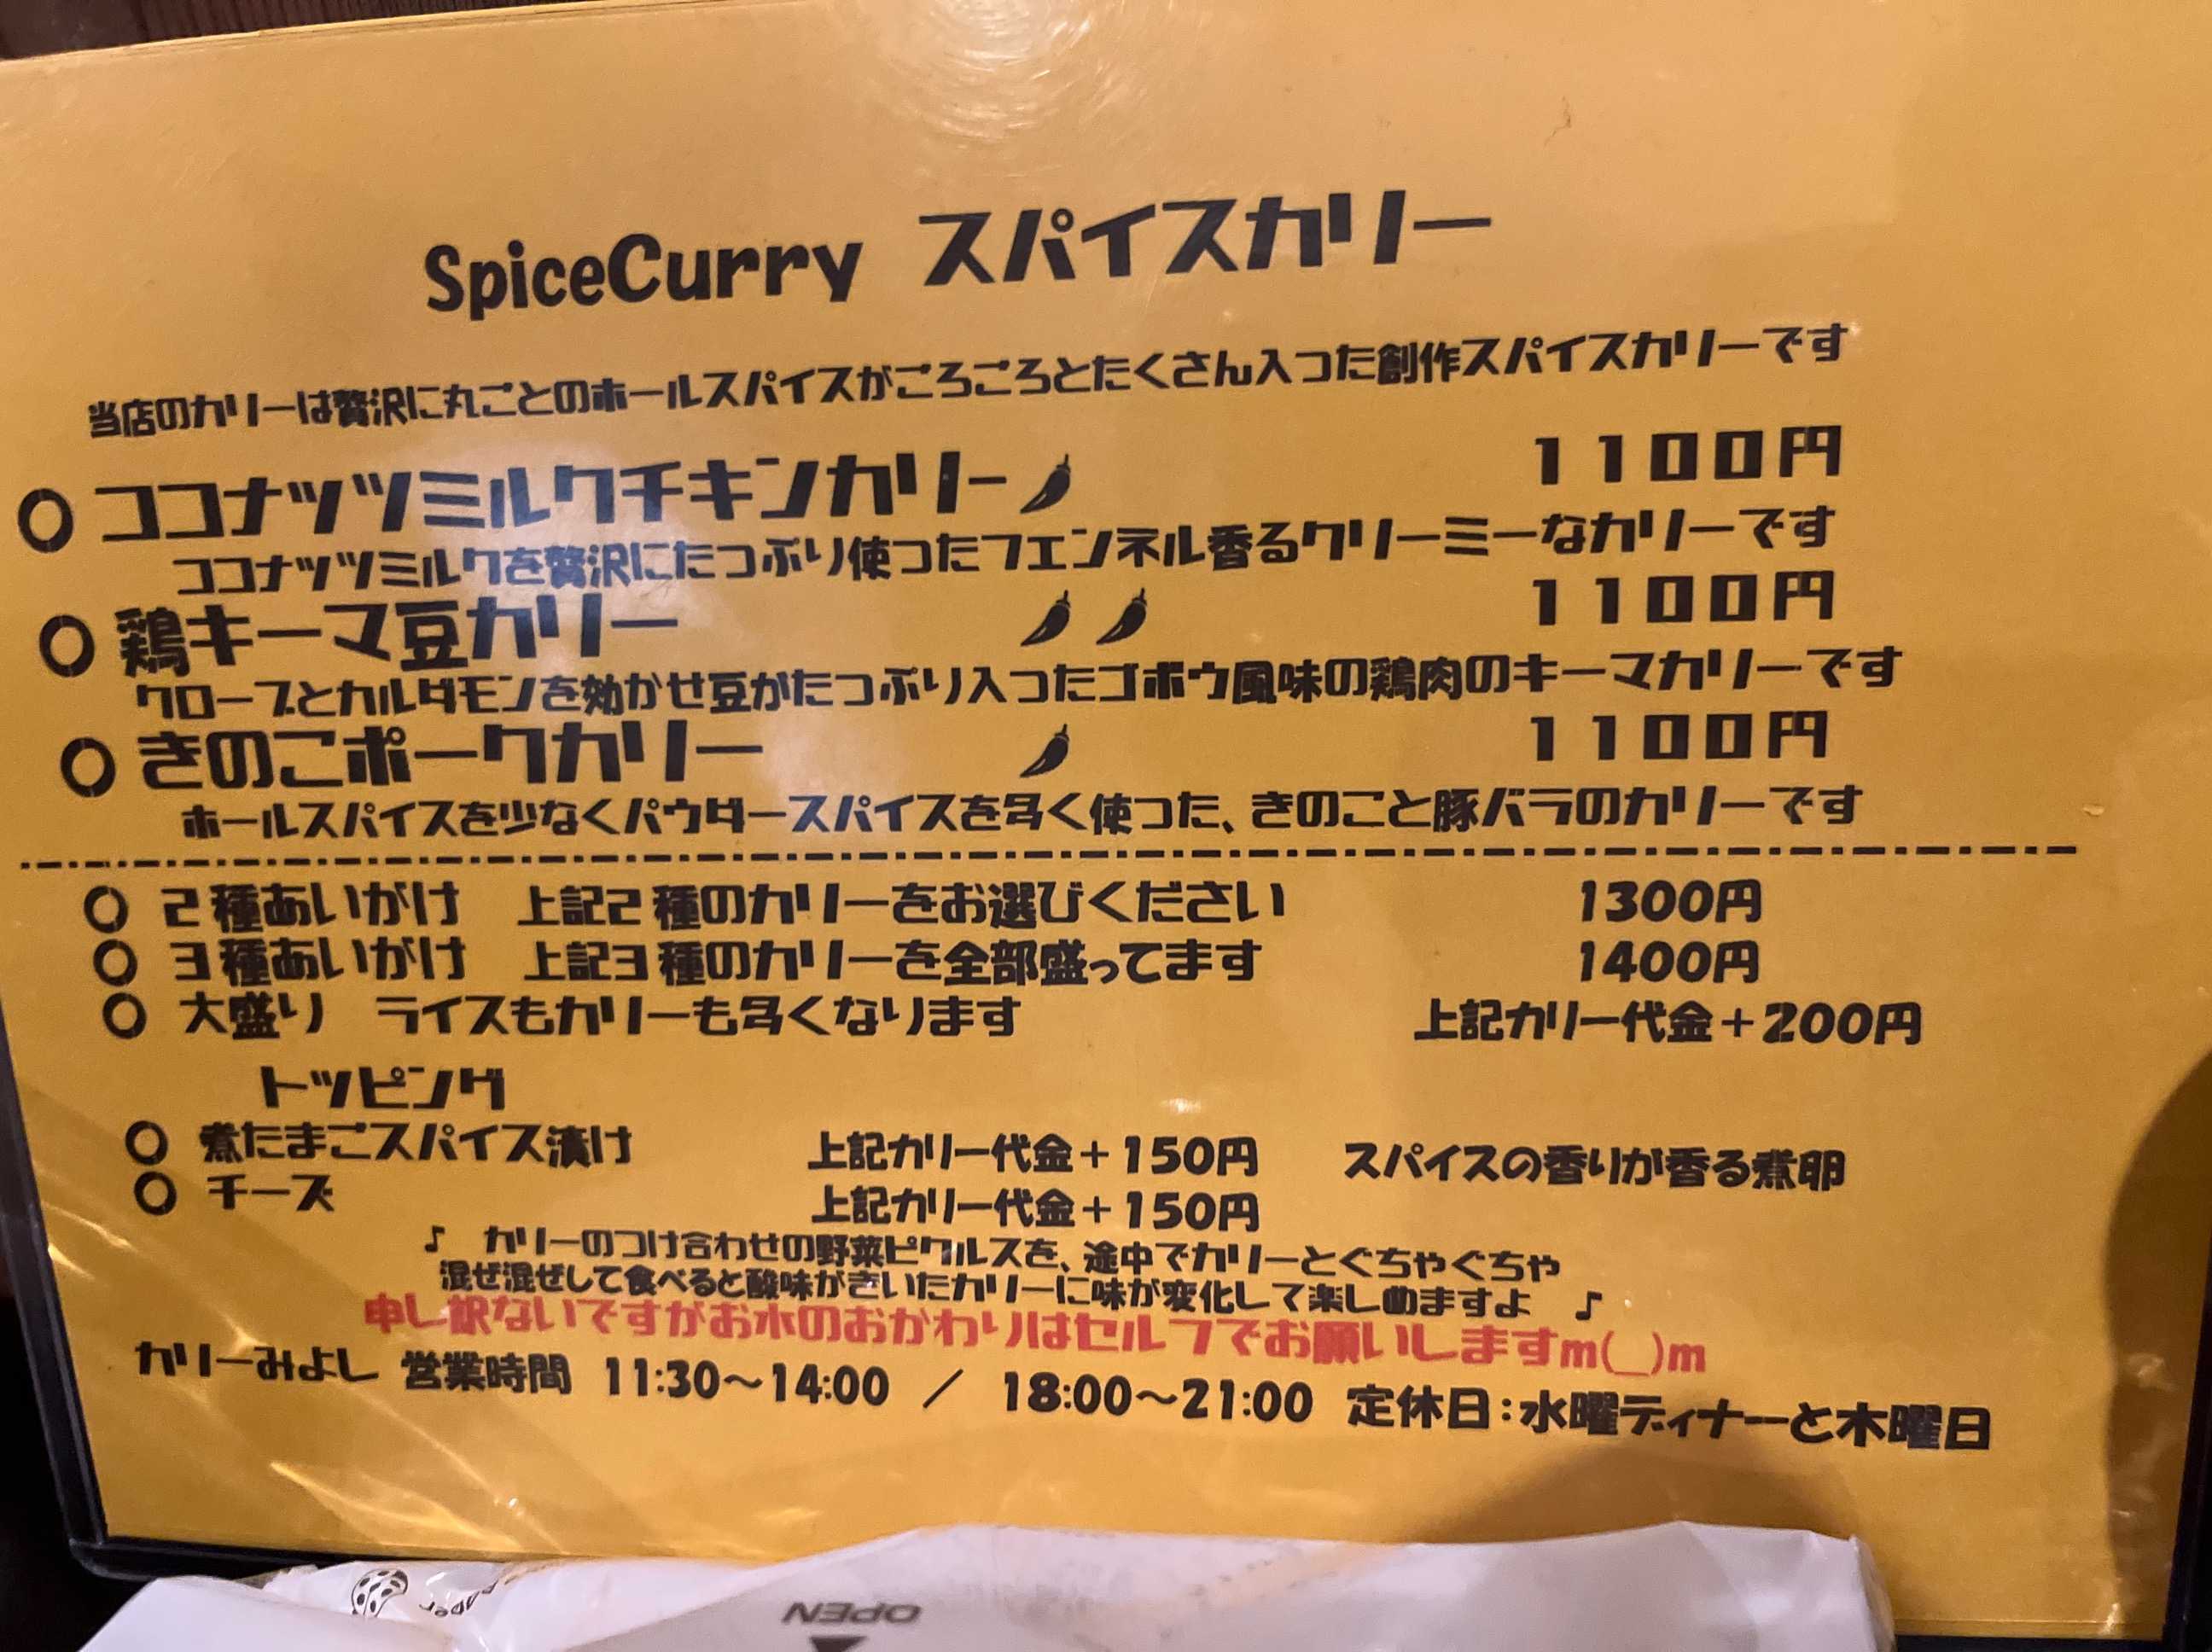 SpiceCurry スパイスカリー
当店のカリーは贅沢に丸ごとのホールスパイスがごろごろとたくさん入った創作スパイスカリーです
○ ココナッツミルクチキンカリー 1100円
ココナッツミルクを贅沢にたっぷり使ったフェンネル香るクリーミーなカリーです
○ 鶏キーマ豆カリー 1100円
クローブとカルダモンを効かせ豆がたっぷり入ったゴボウ風味の鶏肉のキーマカリーです
○ きのこポークカリー 1100円
ホールスパイスを少なくパウダースパイスを多く使った、きのこと豚バラのカリーです
○ 2種あいがけ 上記2種のカリーをお選びください 1300円
○ 3種あいがけ 上記3種のカリーを全部盛ってます 1400円
○ 大盛り ライスもカリーも多くなります 上記カリー代金+200円
トッピング
○ 煮たまごスパイス漬け 上記カリー代金+150円 スパイスの香りが香る煮卵
○ チーズ 上記カリー代金+150円
♪ カリーのつけ合わせの野菜ピクルスを、途中でカリーとぐちゃぐちゃ
混ぜ混ぜして食べると酸味がきいたカリーに味が変化して楽しめますよ ♪
申し訳ないですがお水のおかわりはセルフでお願いしますm(__)m
カリーみよし 営業時間 11:30～14:00 ／ 18:00～21:00 定休日：水曜ディナーと木曜日
OPEN